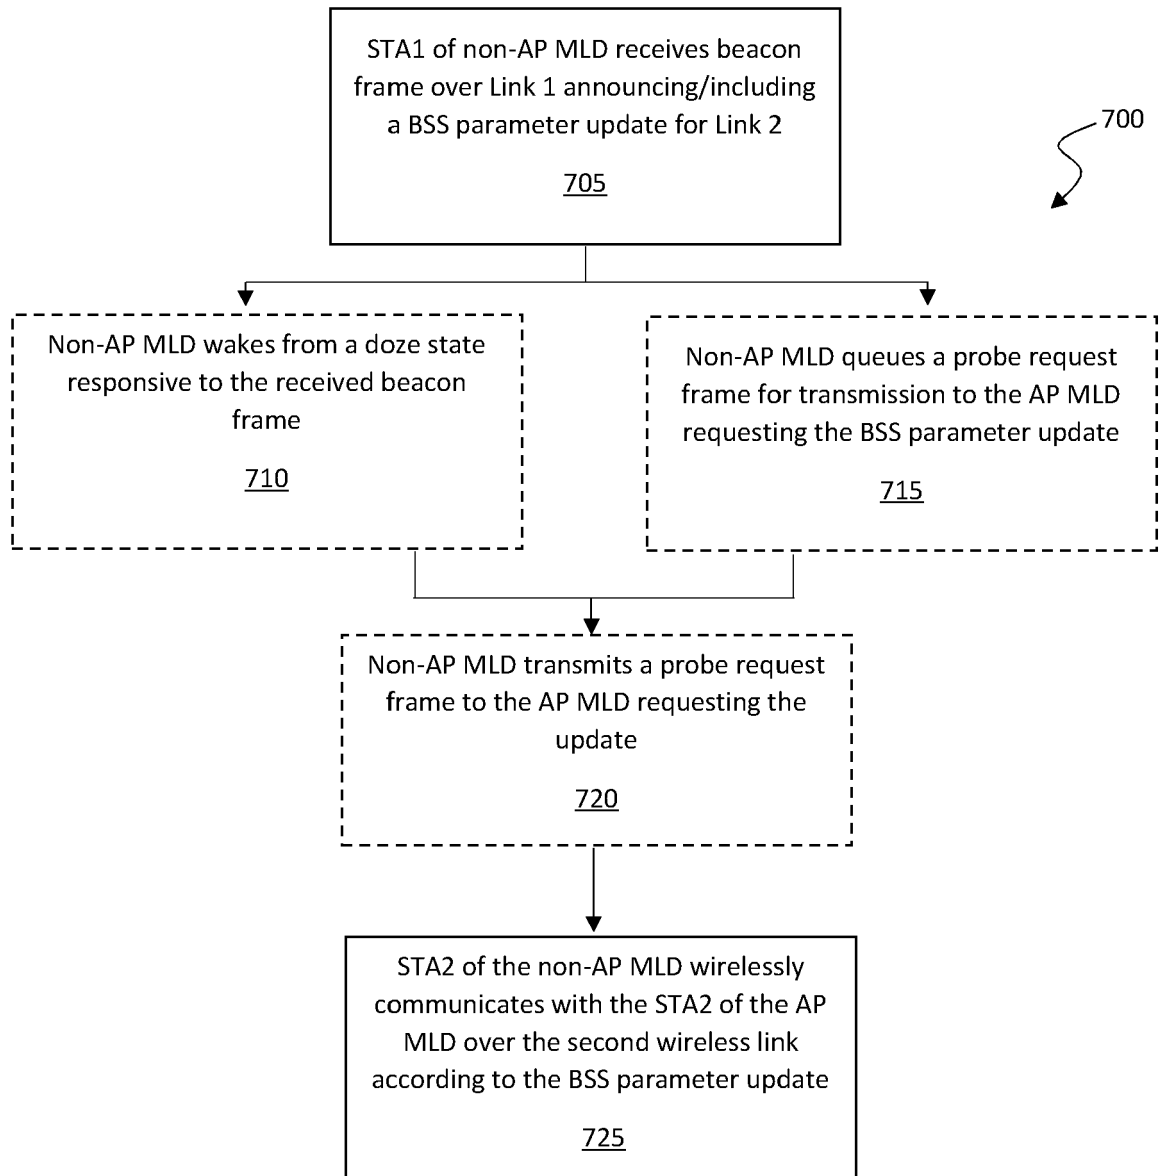 STA1 of non-AP MLD receives beacon
frame over Link 1 announcing/including
a BSS parameter update for Link 2
705
700
Non-AP MLD wakes from a doze state
responsive to the received beacon
frame
710
Non-AP MLD queues a probe request
frame for transmission to the AP MLD
requesting the BSS parameter update
715
Non-AP MLD transmits a probe request
frame to the AP MLD requesting the
update
720
STA2 of the non-AP MLD wirelessly
communicates with the STA2 of the AP
MLD over the second wireless link
according to the BSS parameter update
725